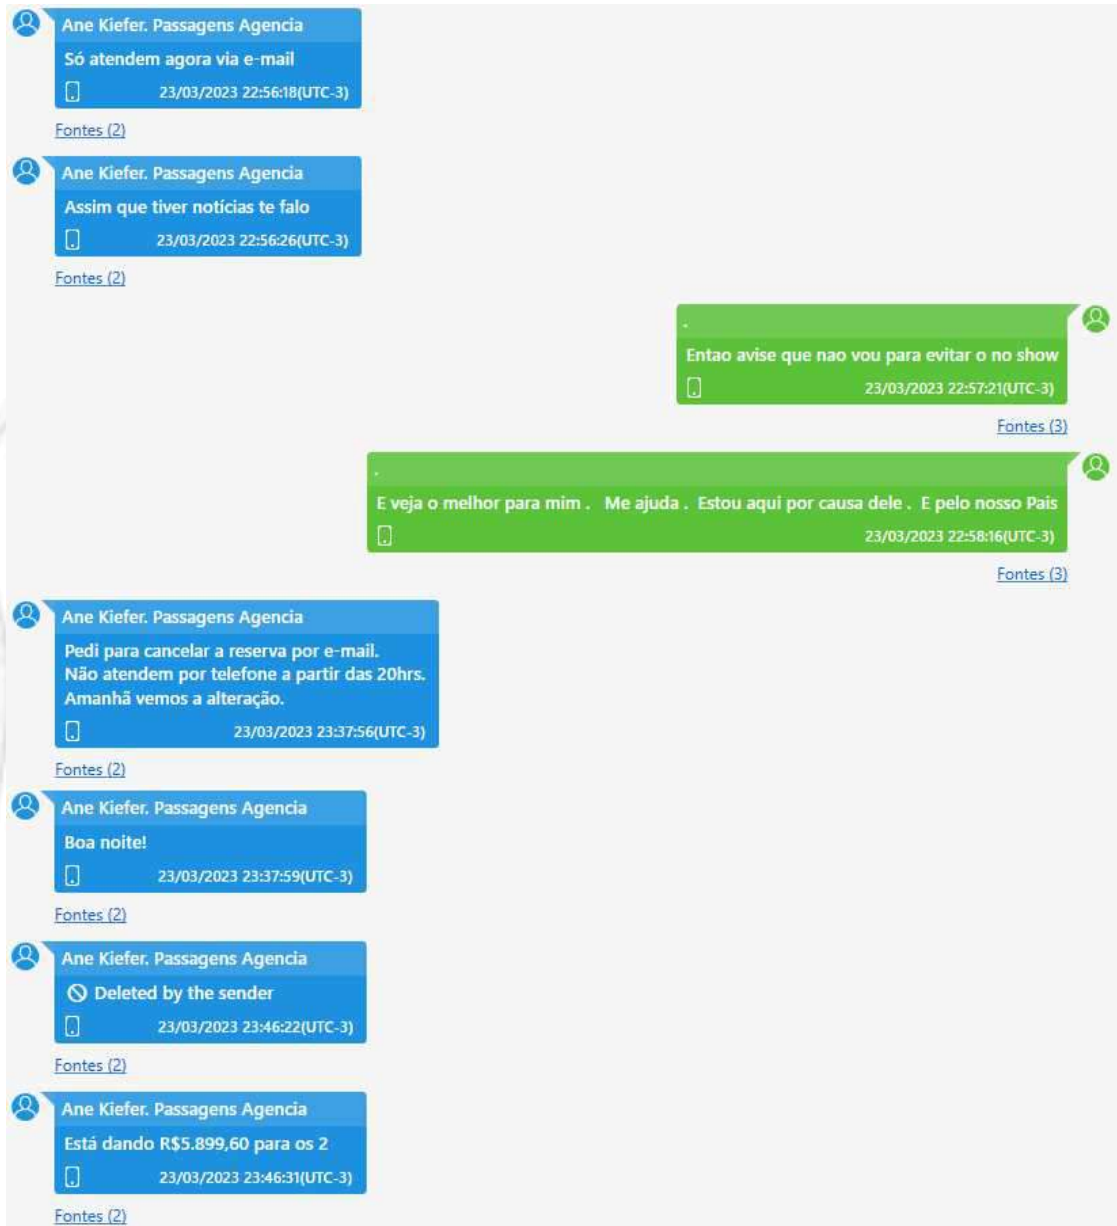 Ane Kiefer. Passagens Agencia
Só atendem agora via e-mail
23/03/2023 22:56:18(UTC-3)
Fontes (2)
Ane Kiefer. Passagens Agencia
Assim que tiver notícias te falo
23/03/2023 22:56:26(UTC-3)
Fontes (2)
.
Entao avise que nao vou para evitar o no show
23/03/2023 22:57:21(UTC-3)
Fontes (3)
.
E veja o melhor para mim . Me ajuda . Estou aqui por causa dele . E pelo nosso Pais
23/03/2023 22:58:16(UTC-3)
Fontes (3)
Ane Kiefer. Passagens Agencia
Pedi para cancelar a reserva por e-mail.
Não atendem por telefone a partir das 20hrs.
Amanhã vemos a alteração.
23/03/2023 23:37:56(UTC-3)
Fontes (2)
Ane Kiefer. Passagens Agencia
Boa noite!
23/03/2023 23:37:59(UTC-3)
Fontes (2)
Ane Kiefer. Passagens Agencia
Deleted by the sender
23/03/2023 23:46:22(UTC-3)
Fontes (2)
Ane Kiefer. Passagens Agencia
Está dando R$5.899,60 para os 2
23/03/2023 23:46:31(UTC-3)
Fontes (2)